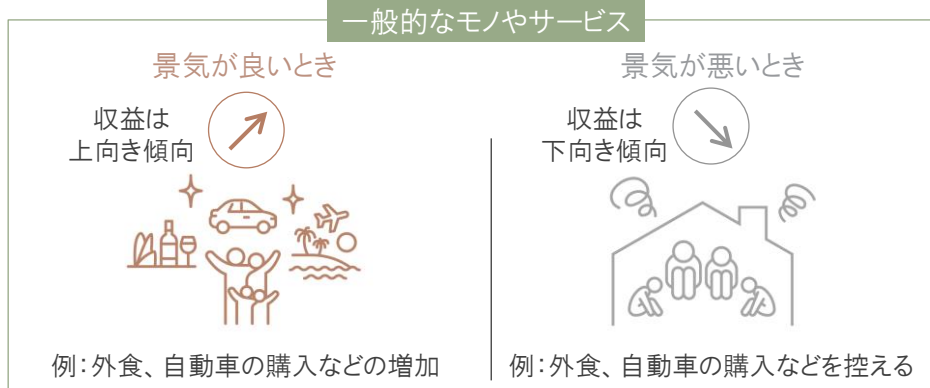 一般的なモノやサービス
景気が良いとき
収益は
上向き傾向
例：外食、自動車の購入などの増加
景気が悪いとき
収益は
下向き傾向
例：外食、自動車の購入などを控える